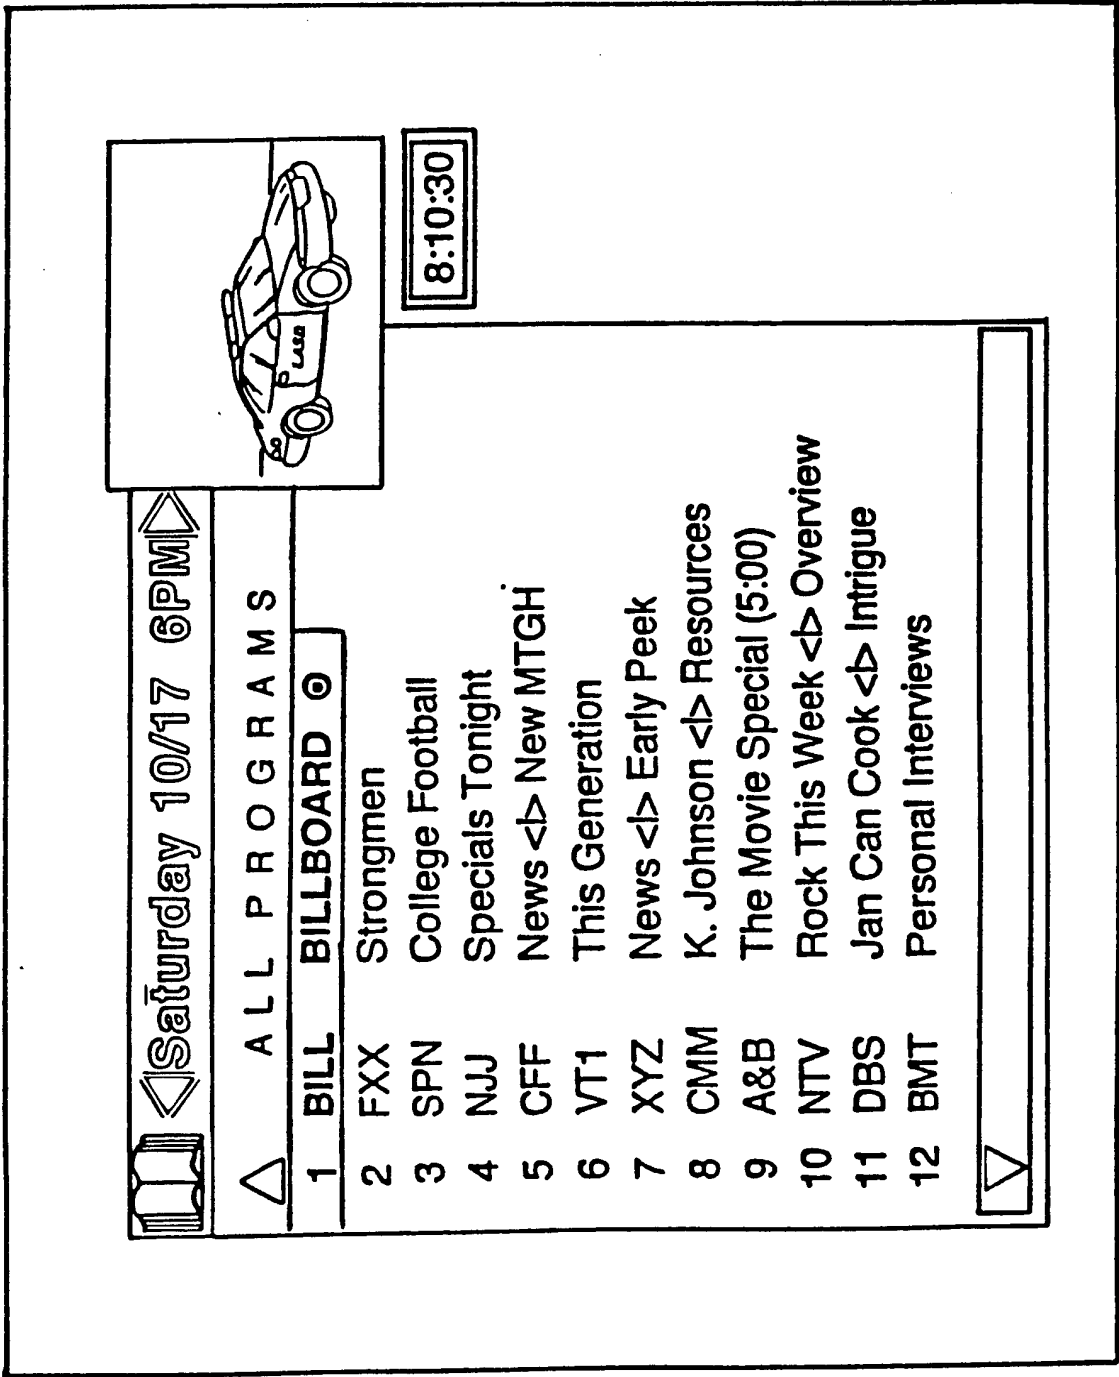 Saturday 10/17 6PM
ALL PROGRAMS
8:10:30
1 BILL BILLBOARD
2 FXX Strongmen
3 SPN College Football
4 NJJ Specials Tonight
5 CFF News <I> New MTGH
6 VT1 This Generation
7 XYZ News <I> Early Peek
8 CMM K. Johnson <I> Resources
9 A&B The Movie Special (5:00)
10 NTV Rock This Week <I> Overview
11 DBS Jan Can Cook <I> Intrigue
12 BMT Personal Interviews